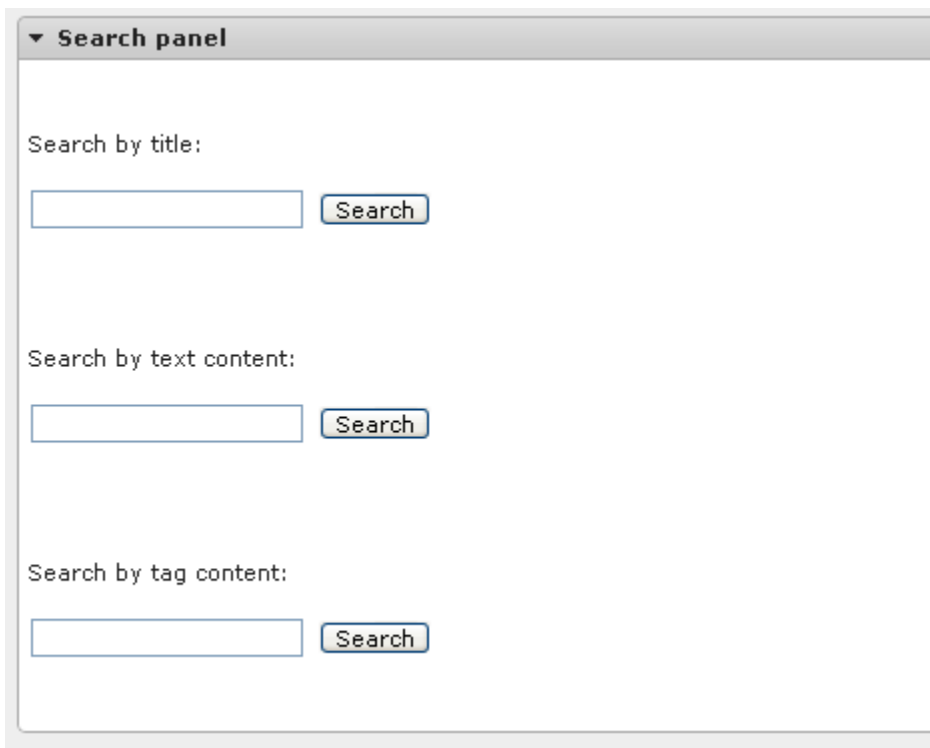 Search panel
Search by title:
Search
Search by text content:
Search
Search by tag content:
Search